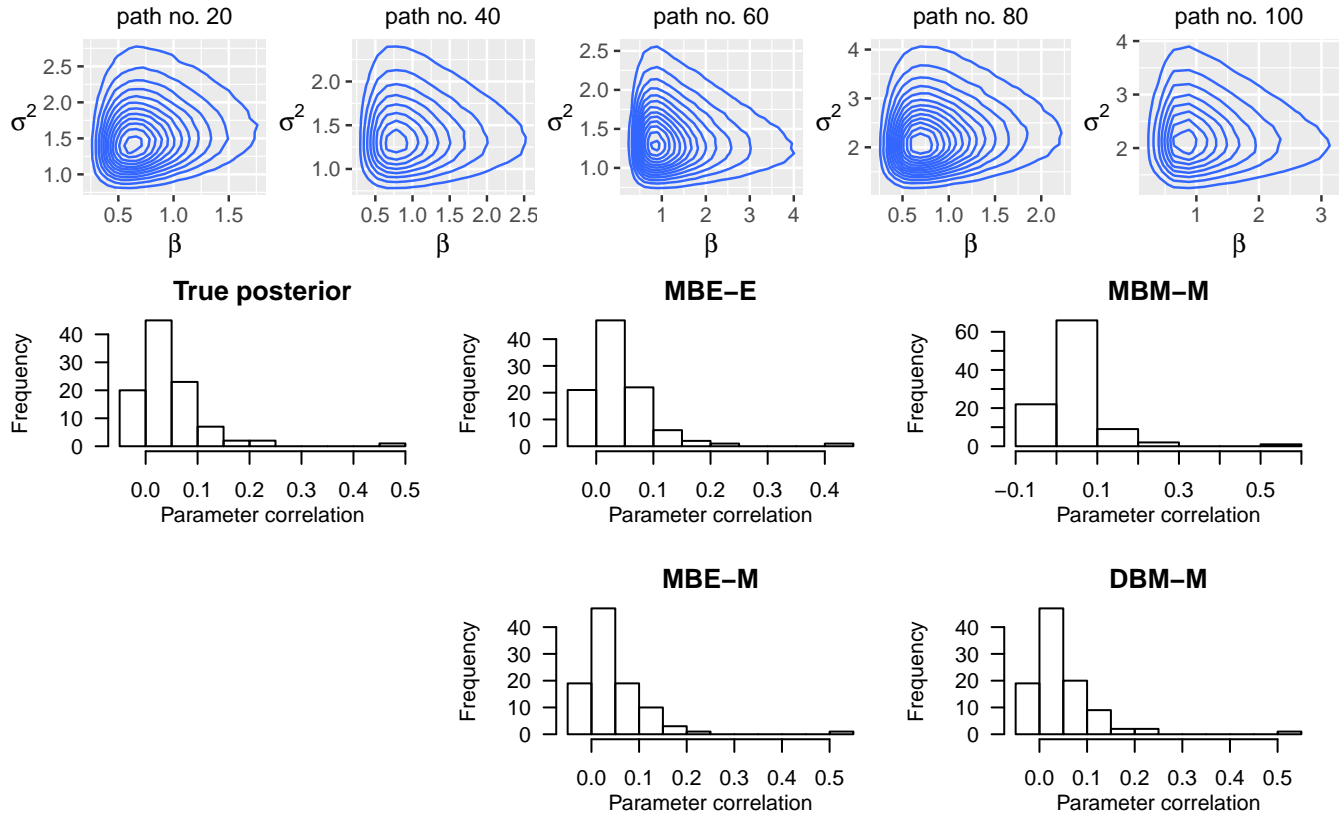 path no. 20
path no. 40
path no. 60
path no. 80
path no. 100
σ² 2.5 2.0 1.5 1.0
0.5 1.0 1.5
β
σ² 2.0 1.5 1.0
0.5 1.0 1.5 2.0 2.5
β
σ² 2.5 2.0 1.5 1.0
1 2 3 4
β
σ² 4 3 2
0.5 1.0 1.5 2.0
β
σ² 4 3 2
1 2 3
β
True posterior
Frequency
40 30 20 10 0
0.0 0.1 0.2 0.3 0.4 0.5
Parameter correlation
MBE−E
Frequency
40 30 20 10 0
0.0 0.1 0.2 0.3 0.4
Parameter correlation
MBM−M
Frequency
60 20 0
−0.1 0.1 0.3 0.5
Parameter correlation
MBE−M
Frequency
40 30 20 10 0
0.0 0.1 0.2 0.3 0.4 0.5
Parameter correlation
DBM−M
Frequency
40 30 20 10 0
0.0 0.1 0.2 0.3 0.4 0.5
Parameter correlation